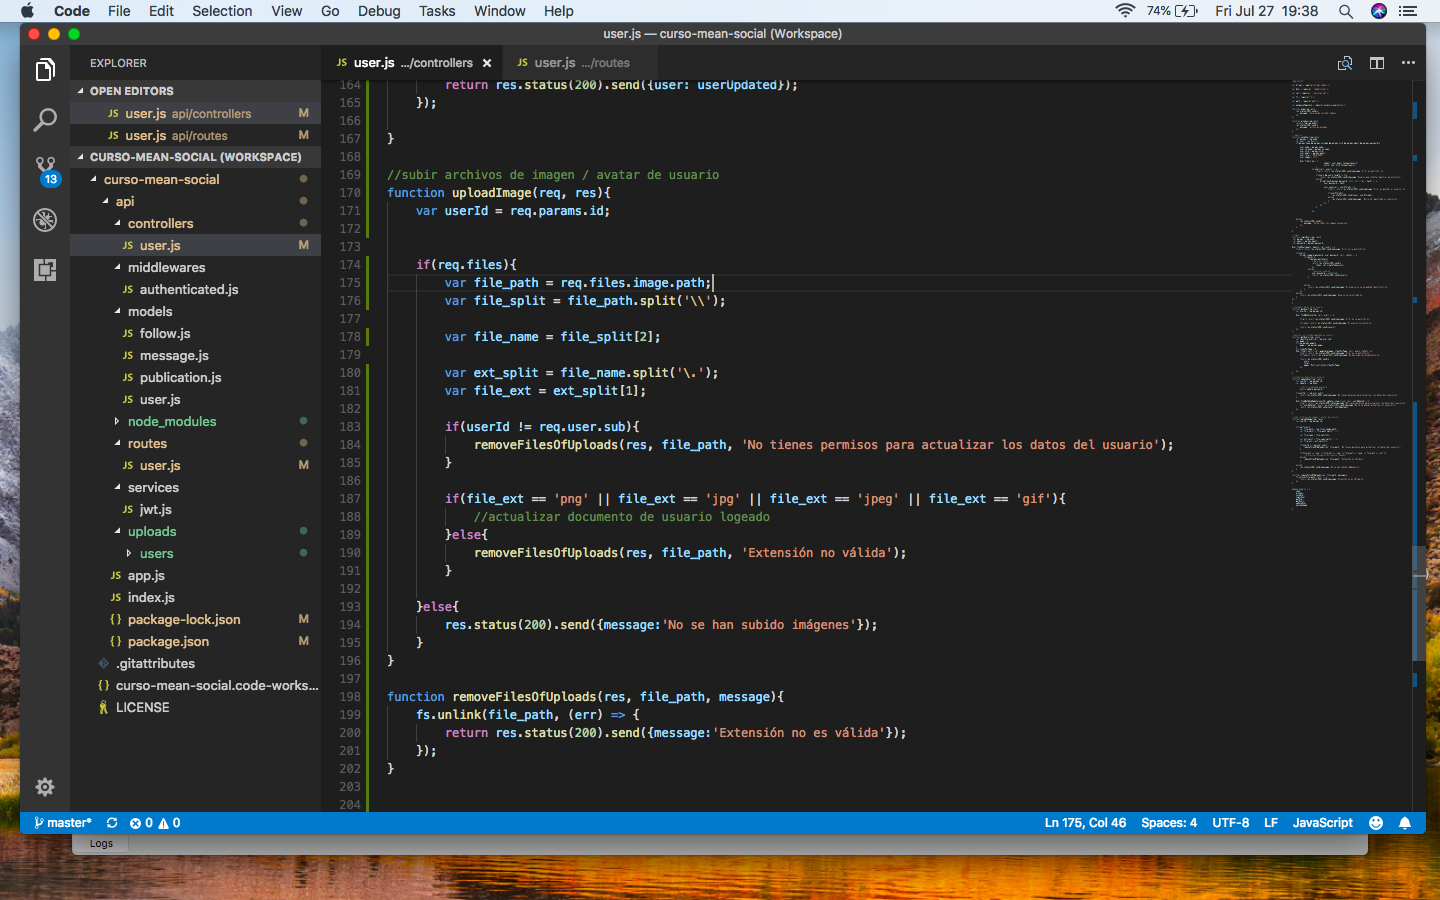 Code File Edit Selection View Go Debug Tasks Window Help 74% Fri Jul 27 19:38
user.js — curso-mean-social (Workspace)
EXPLORER
OPEN EDITORS
JS user.js api/controllers M
JS user.js api/routes M
CURSO-MEAN-SOCIAL (WORKSPACE)
13
curso-mean-social
api
controllers
JS user.js M
middlewares
JS authenticated.js
models
JS follow.js
JS message.js
JS publication.js
JS user.js
node_modules
routes
JS user.js M
services
JS jwt.js
uploads
users
JS app.js
JS index.js
{} package-lock.json M
{} package.json M
.gitattributes
{} curso-mean-social.code-works...
LICENSE
JS user.js .../controllers × JS user.js .../routes
164 return res.status(200).send({user: userUpdated});
165 });
166
167 }
168
169 //subir archivos de imagen / avatar de usuario
170 function uploadImage(req, res){
171 var userId = req.params.id;
172
173
174 if(req.files){
175 var file_path = req.files.image.path;
176 var file_split = file_path.split('\\');
177
178 var file_name = file_split[2];
179
180 var ext_split = file_name.split('\.');
181 var file_ext = ext_split[1];
182
183 if(userId != req.user.sub){
184 removeFilesOfUploads(res, file_path, 'No tienes permisos para actualizar los datos del usuario');
185 }
186
187 if(file_ext == 'png' || file_ext == 'jpg' || file_ext == 'jpeg' || file_ext == 'gif'){
188 //actualizar documento de usuario logeado
189 }else{
190 removeFilesOfUploads(res, file_path, 'Extensión no válida');
191 }
192
193 }else{
194 res.status(200).send({message:'No se han subido imágenes'});
195 }
196 }
197
198 function removeFilesOfUploads(res, file_path, message){
199 fs.unlink(file_path, (err) => {
200 return res.status(200).send({message:'Extensión no es válida'});
201 });
202 }
203
204
master* 0 0 Ln 175, Col 46 Spaces: 4 UTF-8 LF JavaScript
Logs